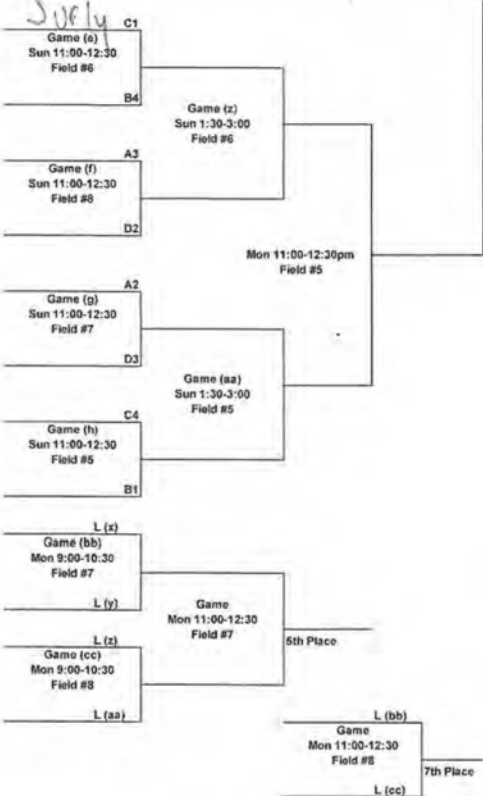 C1
Game (e)
Sun 11:00-12:30
Field #6
B4
Game (z)
Sun 1:30-3:00
Field #6
A3
Game (f)
Sun 11:00-12:30
Field #8
D2
Mon 11:00-12:30pm
Field #5
A2
Game (g)
Sun 11:00-12:30
Field #7
D3
Game (aa)
Sun 1:30-3:00
Field #5
C4
Game (h)
Sun 11:00-12:30
Field #5
B1
L (x)
Game (bb)
Mon 9:00-10:30
Field #7
L (y)
Game
Mon 11:00-12:30
Field #7
5th Place
L (z)
Game (cc)
Mon 9:00-10:30
Field #8
L (aa)
L (bb)
Game
Mon 11:00-12:30
Field #8
7th Place
L (cc)